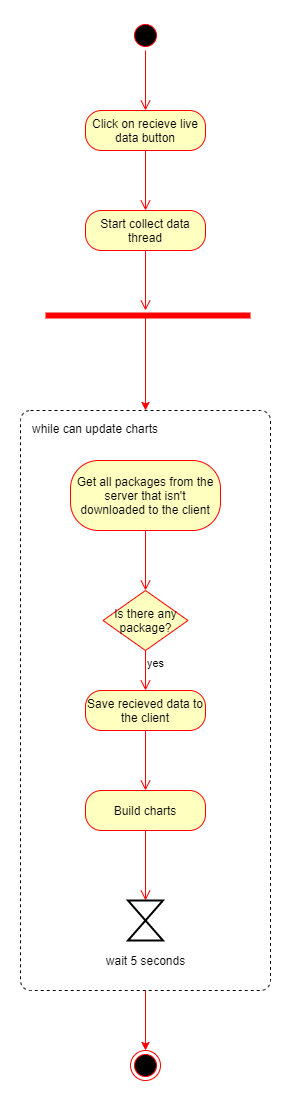 Click on recieve live
data button
Start collect data
thread
while can update charts
Get all packages from the
server that isn't
downloaded to the client
Is there any
package?
yes
Save recieved data to
the client
Build charts
wait 5 seconds